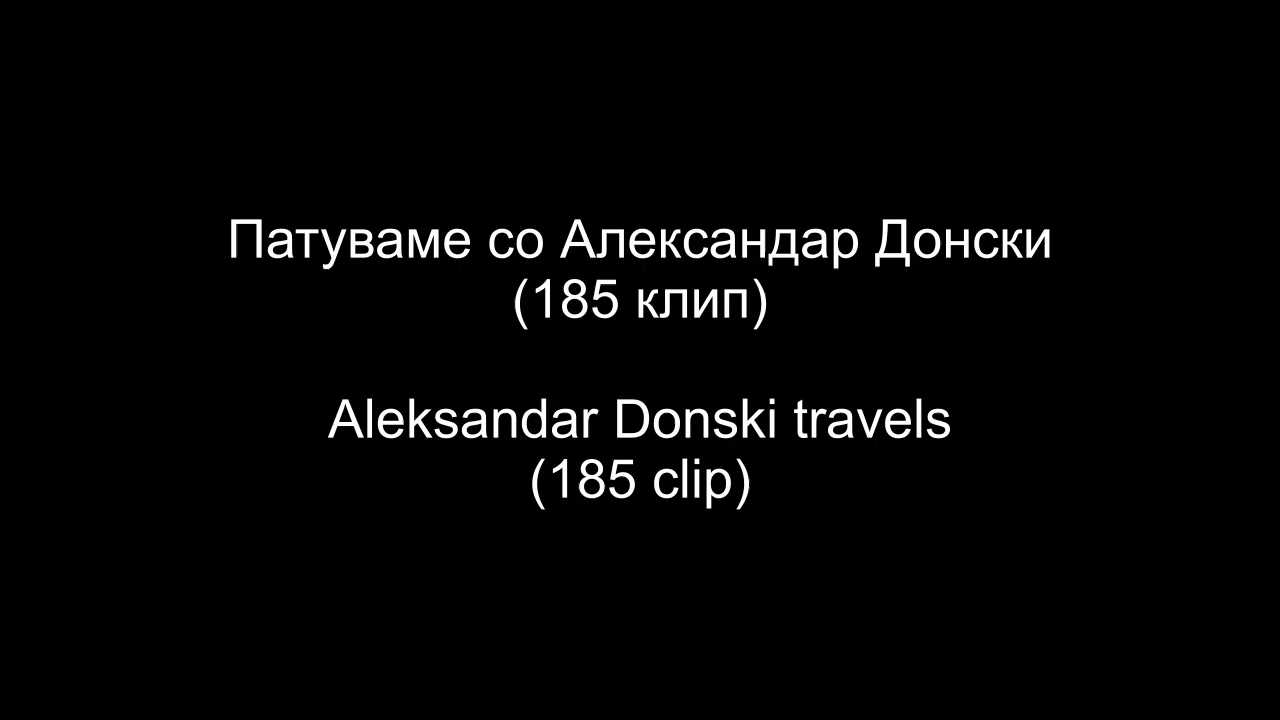 Патуваме со Александар Донски
(185 клип)
Aleksandar Donski travels
(185 clip)